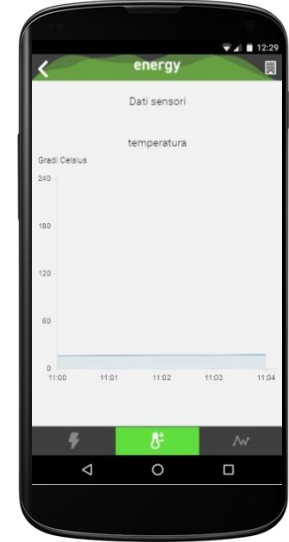 12:29
energy
Dati sensori
temperatura
Gradi Celsius
240
180
120
60
0
11:00 11:01 11:02 11:03 11:04